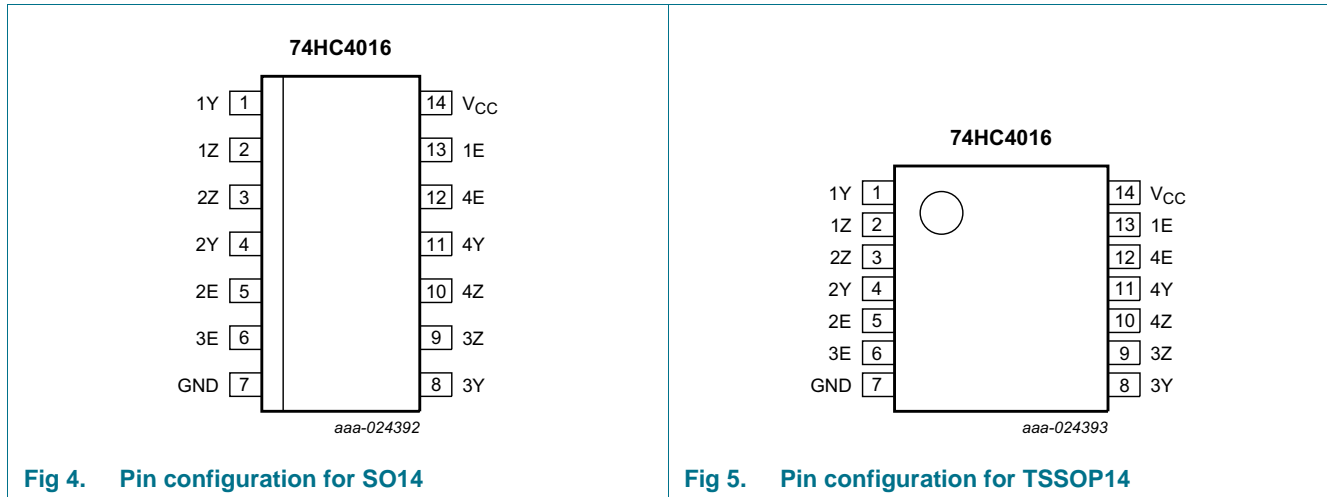 74HC4016
1Y 1 14 VCC
1Z 2 13 1E
2Z 3 12 4E
2Y 4 11 4Y
2E 5 10 4Z
3E 6 9 3Z
GND 7 8 3Y
aaa-024392
Fig 4. Pin configuration for SO14
74HC4016
1Y 1 14 VCC
1Z 2 13 1E
2Z 3 12 4E
2Y 4 11 4Y
2E 5 10 4Z
3E 6 9 3Z
GND 7 8 3Y
aaa-024393
Fig 5. Pin configuration for TSSOP14